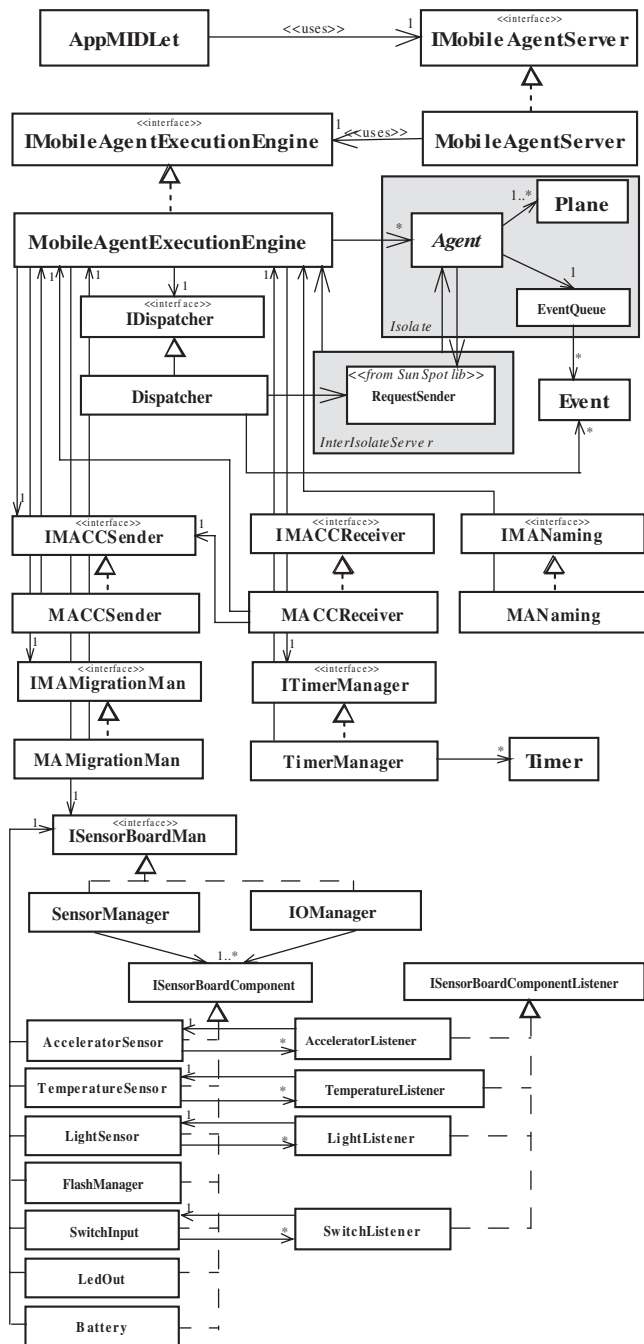 AppMIDLet
<<uses>>
1
<<interface>>
IMobileAgentServer
<<interface>>
IMobileAgentExecutionEngine
1
<<uses>>
MobileAgentServer
MobileAgentExecutionEngine
*
Agent
1..*
Plane
1
EventQueue
Isolate
*
Event
*
1
1
1
1
1
<<interface>>
IDispatcher
Dispatcher
<<from SunSpot lib>>
RequestSender
InterIsolateServer
1
<<interface>>
IMACCSender
1
<<interface>>
IMACCReceiver
<<interface>>
IMANaming
MACCSender
MACCReceiver
MANaming
1
<<interface>>
IMAMigrationMan
1
<<interface>>
ITimerManager
MAMigrationMan
TimerManager
*
Timer
1
1
<<interface>>
ISensorBoardMan
SensorManager
IOManager
1..*
ISensorBoardComponent
ISensorBoardComponentListener
AcceleratorSensor
1
*
AcceleratorListener
TemperatureSensor
1
*
TemperatureListener
LightSensor
1
*
LightListener
FlashManager
SwitchInput
1
*
SwitchListener
LedOut
Battery